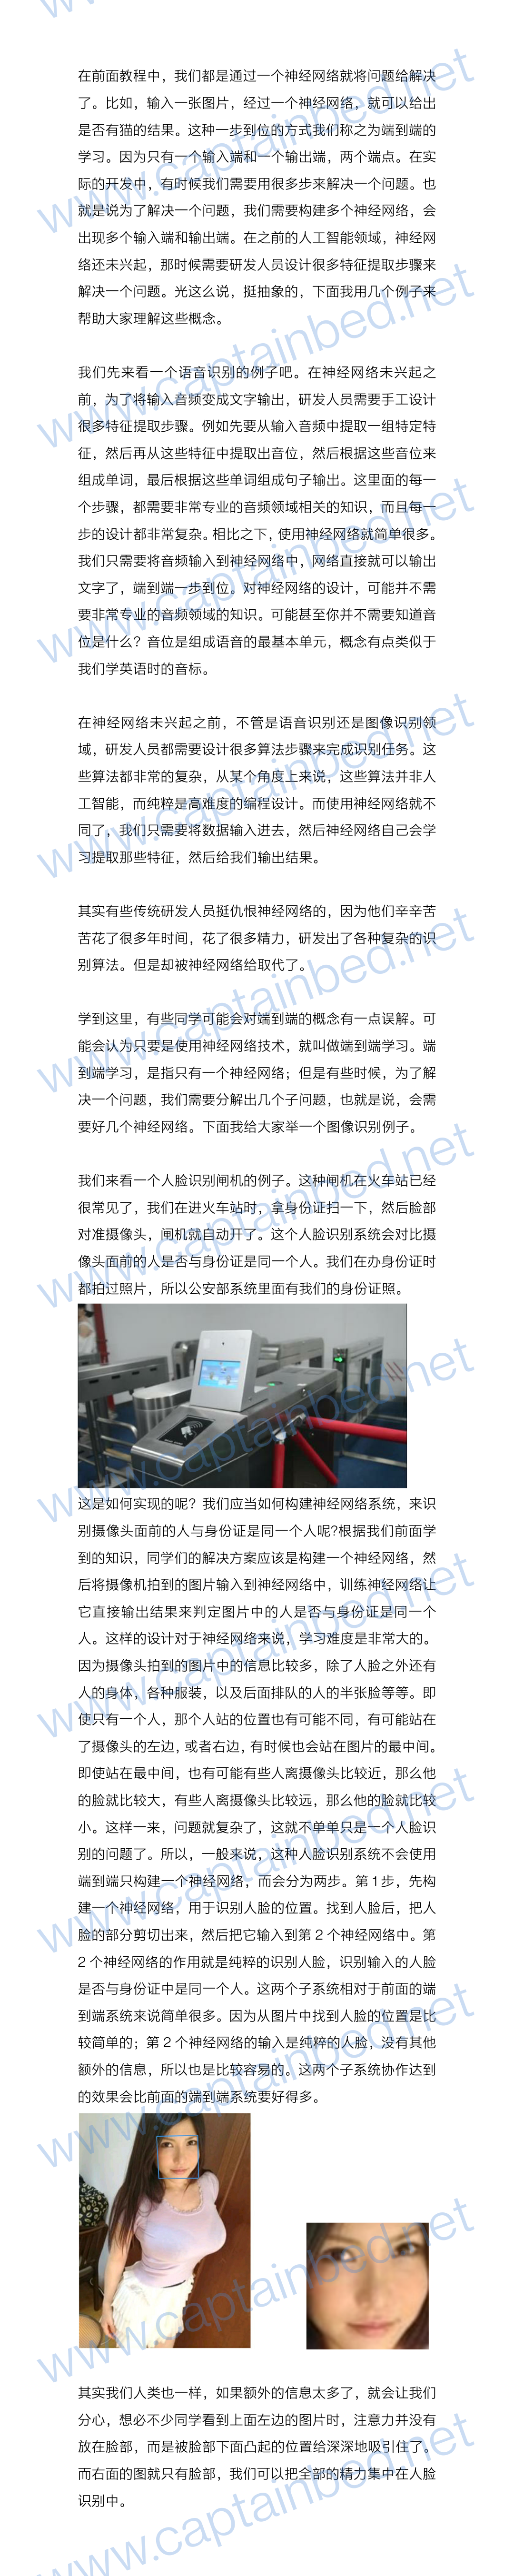 在前面教程中，我们都是通过一个神经网络就将问题给解决
了。比如，输入一张图片，经过一个神经网络，就可以给出
是否有猫的结果。这种一步到位的方式我们称之为端到端的
学习。因为只有一个输入端和一个输出端，两个端点。在实
际的开发中，有时候我们需要用很多步来解决一个问题。也
就是说为了解决一个问题，我们需要构建多个神经网络，会
出现多个输入端和输出端。在之前的人工智能领域，神经网
络还未兴起，那时候需要研发人员设计很多特征提取步骤来
解决一个问题。光这么说，挺抽象的，下面我用几个例子来
帮助大家理解这些概念。
我们先来看一个语音识别的例子吧。在神经网络未兴起之
前，为了将输入音频变成文字输出，研发人员需要手工设计
很多特征提取步骤。例如先要从输入音频中提取一组特定特
征，然后再从这些特征中提取出音位，然后根据这些音位来
组成单词，最后根据这些单词组成句子输出。这里面的每一
个步骤，都需要非常专业的音频领域相关的知识，而且每一
步的设计都非常复杂。相比之下，使用神经网络就简单很多。
我们只需要将音频输入到神经网络中，网络直接就可以输出
文字了，端到端一步到位。对神经网络的设计，可能并不需
要非常专业的音频领域的知识。可能甚至你并不需要知道音
位是什么？音位是组成语音的最基本单元，概念有点类似于
我们学英语时的音标。
在神经网络未兴起之前，不管是语音识别还是图像识别领
域，研发人员都需要设计很多算法步骤来完成识别任务。这
些算法都非常的复杂，从某个角度上来说，这些算法并非人
工智能，而纯粹是高难度的编程设计。而使用神经网络就不
同了，我们只需要将数据输入进去，然后神经网络自己会学
习提取那些特征，然后给我们输出结果。
其实有些传统研发人员挺仇恨神经网络的，因为他们辛辛苦
苦花了很多年时间，花了很多精力，研发出了各种复杂的识
别算法。但是却被神经网络给取代了。
学到这里，有些同学可能会对端到端的概念有一点误解。可
能会认为只要是使用神经网络技术，就叫做端到端学习。端
到端学习，是指只有一个神经网络；但是有些时候，为了解
决一个问题，我们需要分解出几个子问题，也就是说，会需
要好几个神经网络。下面我给大家举一个图像识别例子。
我们来看一个人脸识别闸机的例子。这种闸机在火车站已经
很常见了，我们在进火车站时，拿身份证扫一下，然后脸部
对准摄像头，闸机就自动开了。这个人脸识别系统会对比摄
像头面前的人是否与身份证是同一个人。我们在办身份证时
都拍过照片，所以公安部系统里面有我们的身份证照。
这是如何实现的呢？我们应当如何构建神经网络系统，来识
别摄像头面前的人与身份证是同一个人呢?根据我们前面学
到的知识，同学们的解决方案应该是构建一个神经网络，然
后将摄像机拍到的图片输入到神经网络中，训练神经网络让
它直接输出结果来判定图片中的人是否与身份证是同一个
人。这样的设计对于神经网络来说，学习难度是非常大的。
因为摄像头拍到的图片中的信息比较多，除了人脸之外还有
人的身体，各种服装，以及后面排队的人的半张脸等等。即
使只有一个人，那个人站的位置也有可能不同，有可能站在
了摄像头的左边，或者右边，有时候也会站在图片的最中间。
即使站在最中间，也有可能有些人离摄像头比较近，那么他
的脸就比较大，有些人离摄像头比较远，那么他的脸就比较
小。这样一来，问题就复杂了，这就不单单只是一个人脸识
别的问题了。所以，一般来说，这种人脸识别系统不会使用
端到端只构建一个神经网络，而会分为两步。第1步，先构
建一个神经网络，用于识别人脸的位置。找到人脸后，把人
脸的部分剪切出来，然后把它输入到第 2 个神经网络中。第
2 个神经网络的作用就是纯粹的识别人脸，识别输入的人脸
是否与身份证中是同一个人。这两个子系统相对于前面的端
到端系统来说简单很多。因为从图片中找到人脸的位置是比
较简单的；第 2 个神经网络的输入是纯粹的人脸，没有其他
额外的信息，所以也是比较容易的。这两个子系统协作达到
的效果会比前面的端到端系统要好得多。
其实我们人类也一样，如果额外的信息太多了，就会让我们
分心，想必不少同学看到上面左边的图片时，注意力并没有
放在脸部，而是被脸部下面凸起的位置给深深地吸引住了。
而右面的图就只有脸部，我们可以把全部的精力集中在人脸
识别中。
www.captainbed.net
www.captainbed.net
www.captainbed.net
www.captainbed.net
www.captainbed.net
www.captainbed.net
www.captainbed.net
www.captainbed.net
www.captainbed.net
www.captainbed.net
www.captainbed.net
www.captainbed.net